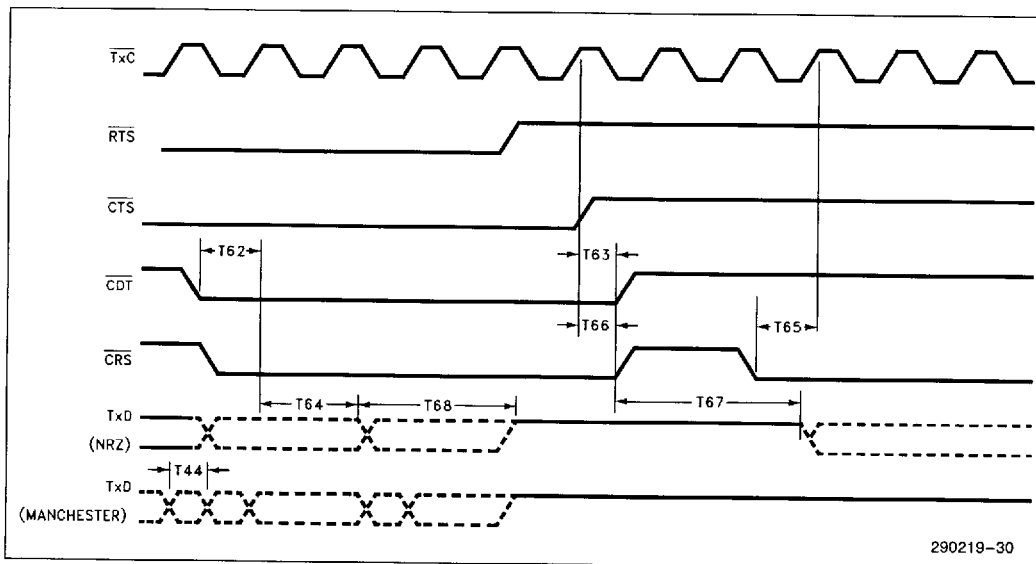 TxC
RTS
CTS
T62
T63
CDT
T66
T65
CRS
TxD
T64
T68
T67
(NRZ)
TxD
T44
(MANCHESTER)
290219-30